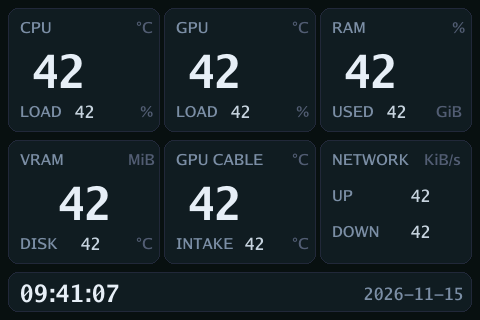 CPU °C
42
LOAD 42 %
GPU °C
42
LOAD 42 %
RAM %
42
USED 42 GiB
VRAM MiB
42
DISK 42 °C
GPU CABLE °C
42
INTAKE 42 °C
NETWORK KiB/s
UP 42
DOWN 42
09:41:07 2026-11-15